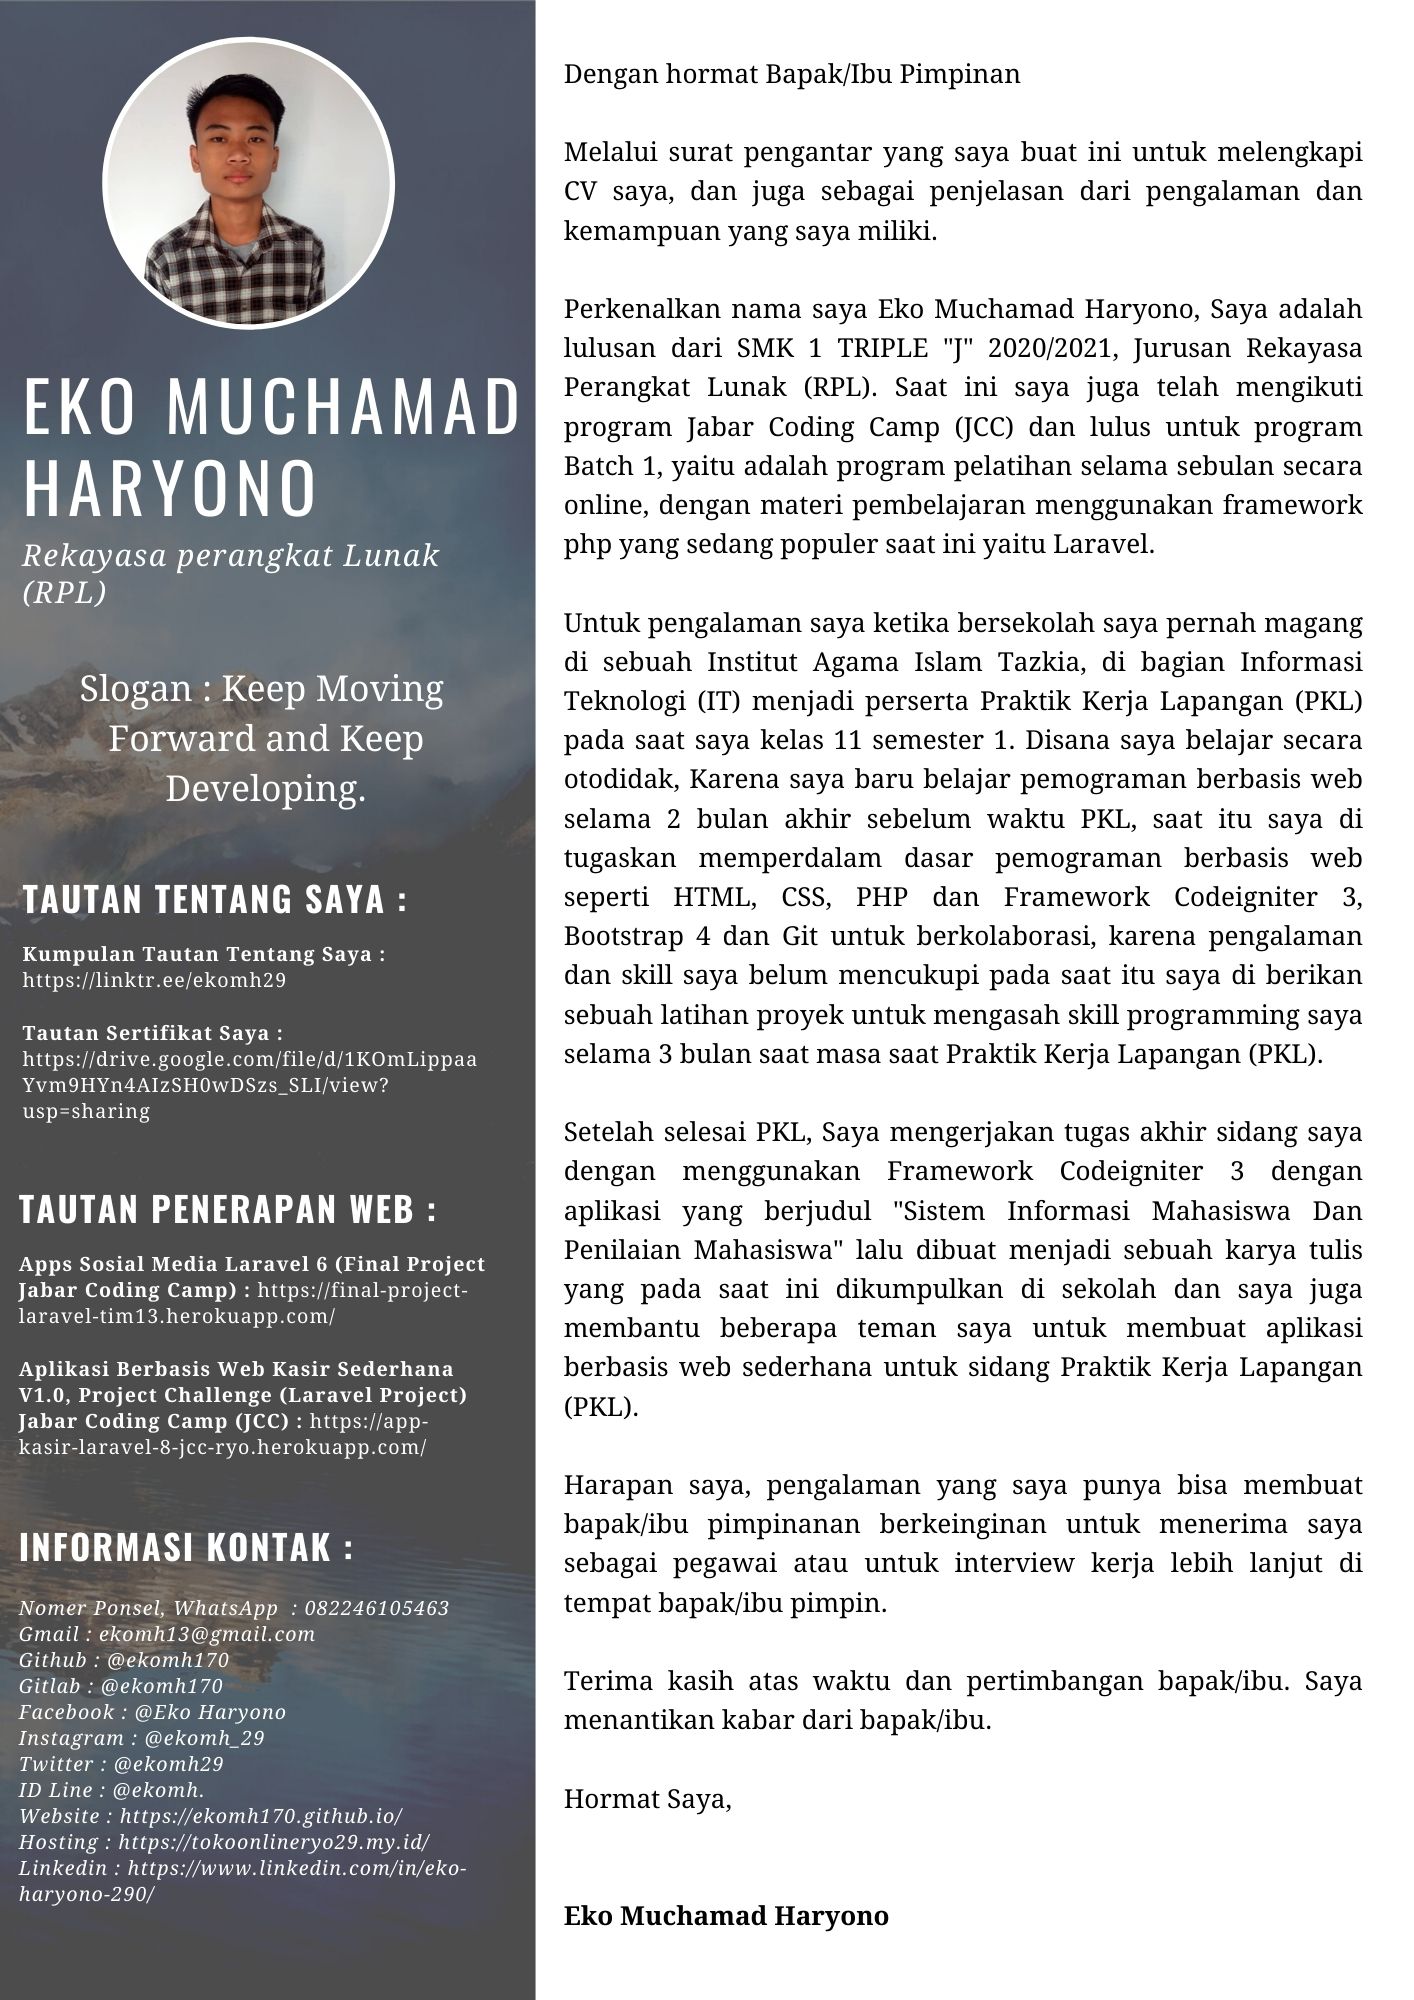 EKO MUCHAMAD
HARYONO
Rekayasa perangkat Lunak
(RPL)
Slogan : Keep Moving
Forward and Keep
Developing.
TAUTAN TENTANG SAYA :
Kumpulan Tautan Tentang Saya :
https://linktr.ee/ekomh29
Tautan Sertifikat Saya :
https://drive.google.com/file/d/1KOmLippaa
Yvm9HYn4AIzSH0wDSzs_SLI/view?
usp=sharing
TAUTAN PENERAPAN WEB :
Apps Sosial Media Laravel 6 (Final Project
Jabar Coding Camp) : https://final-project-
laravel-tim13.herokuapp.com/
Aplikasi Berbasis Web Kasir Sederhana
V1.0, Project Challenge (Laravel Project)
Jabar Coding Camp (JCC) : https://app-
kasir-laravel-8-jcc-ryo.herokuapp.com/
INFORMASI KONTAK :
Nomer Ponsel, WhatsApp  : 082246105463
Gmail : ekomh13@gmail.com
Github : @ekomh170
Gitlab : @ekomh170
Facebook : @Eko Haryono
Instagram : @ekomh_29
Twitter : @ekomh29
ID Line : @ekomh.
Website : https://ekomh170.github.io/
Hosting : https://tokoonlineryo29.my.id/
Linkedin : https://www.linkedin.com/in/eko-
haryono-290/
Dengan hormat Bapak/Ibu Pimpinan
Melalui surat pengantar yang saya buat ini untuk melengkapi
CV saya, dan juga sebagai penjelasan dari pengalaman dan
kemampuan yang saya miliki.
Perkenalkan nama saya Eko Muchamad Haryono, Saya adalah
lulusan dari SMK 1 TRIPLE "J" 2020/2021, Jurusan Rekayasa
Perangkat Lunak (RPL). Saat ini saya juga telah mengikuti
program Jabar Coding Camp (JCC) dan lulus untuk program
Batch 1, yaitu adalah program pelatihan selama sebulan secara
online, dengan materi pembelajaran menggunakan framework
php yang sedang populer saat ini yaitu Laravel.
Untuk pengalaman saya ketika bersekolah saya pernah magang
di sebuah Institut Agama Islam Tazkia, di bagian Informasi
Teknologi (IT) menjadi perserta Praktik Kerja Lapangan (PKL)
pada saat saya kelas 11 semester 1. Disana saya belajar secara
otodidak, Karena saya baru belajar pemograman berbasis web
selama 2 bulan akhir sebelum waktu PKL, saat itu saya di
tugaskan memperdalam dasar pemograman berbasis web
seperti HTML, CSS, PHP dan Framework Codeigniter 3,
Bootstrap 4 dan Git untuk berkolaborasi, karena pengalaman
dan skill saya belum mencukupi pada saat itu saya di berikan
sebuah latihan proyek untuk mengasah skill programming saya
selama 3 bulan saat masa saat Praktik Kerja Lapangan (PKL).
Setelah selesai PKL, Saya mengerjakan tugas akhir sidang saya
dengan menggunakan Framework Codeigniter 3 dengan
aplikasi yang berjudul "Sistem Informasi Mahasiswa Dan
Penilaian Mahasiswa" lalu dibuat menjadi sebuah karya tulis
yang pada saat ini dikumpulkan di sekolah dan saya juga
membantu beberapa teman saya untuk membuat aplikasi
berbasis web sederhana untuk sidang Praktik Kerja Lapangan
(PKL).
Harapan saya, pengalaman yang saya punya bisa membuat
bapak/ibu pimpinanan berkeinginan untuk menerima saya
sebagai pegawai atau untuk interview kerja lebih lanjut di
tempat bapak/ibu pimpin.
Terima kasih atas waktu dan pertimbangan bapak/ibu. Saya
menantikan kabar dari bapak/ibu.
Hormat Saya,
Eko Muchamad Haryono